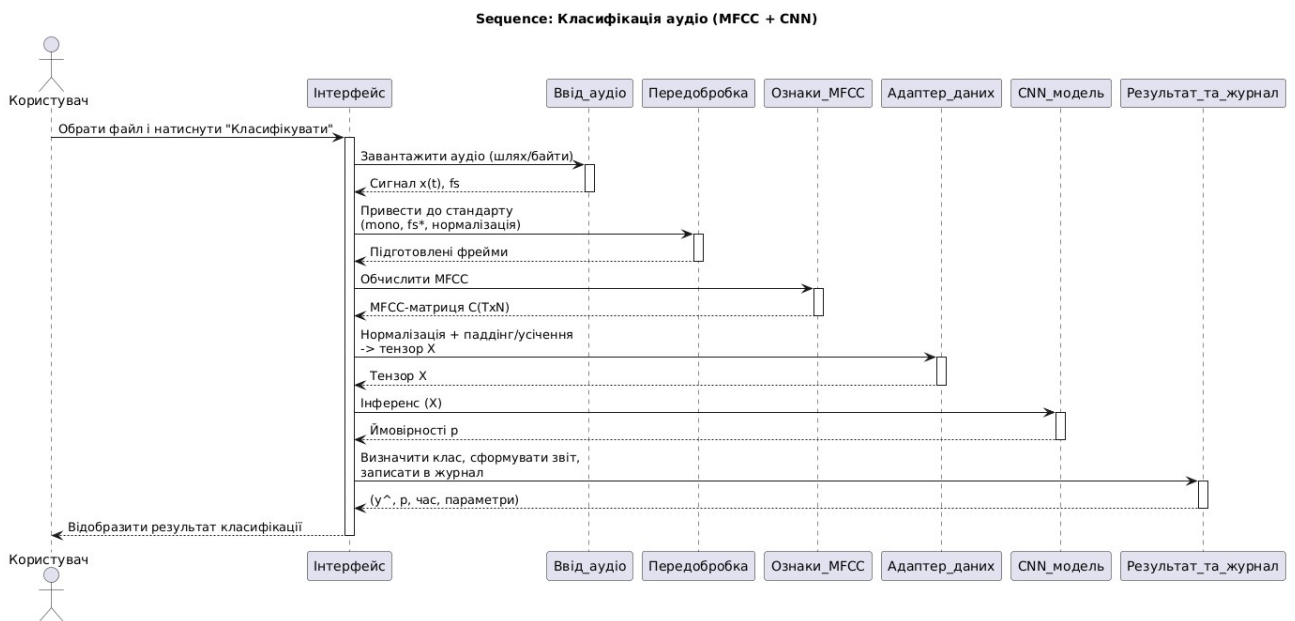 Sequence: Класифікація аудіо (MFCC + CNN)
Користувач
Інтерфейс
Ввід_аудіо
Передобробка
Ознаки_MFCC
Адаптер_даних
CNN_модель
Результат_та_журнал
Обрати файл і натиснути "Класифікувати"
Завантажити аудіо (шлях/байти)
Сигнал x(t), fs
Привести до стандарту
(mono, fs*, нормалізація)
Підготовлені фрейми
Обчислити MFCC
MFCC-матриця C(TxN)
Нормалізація + паддінг/усічення
-> тензор X
Тензор X
Інференс (X)
Ймовірності p
Визначити клас, сформувати звіт,
записати в журнал
(y^, p, час, параметри)
Відобразити результат класифікації
Користувач
Інтерфейс
Ввід_аудіо
Передобробка
Ознаки_MFCC
Адаптер_даних
CNN_модель
Результат_та_журнал